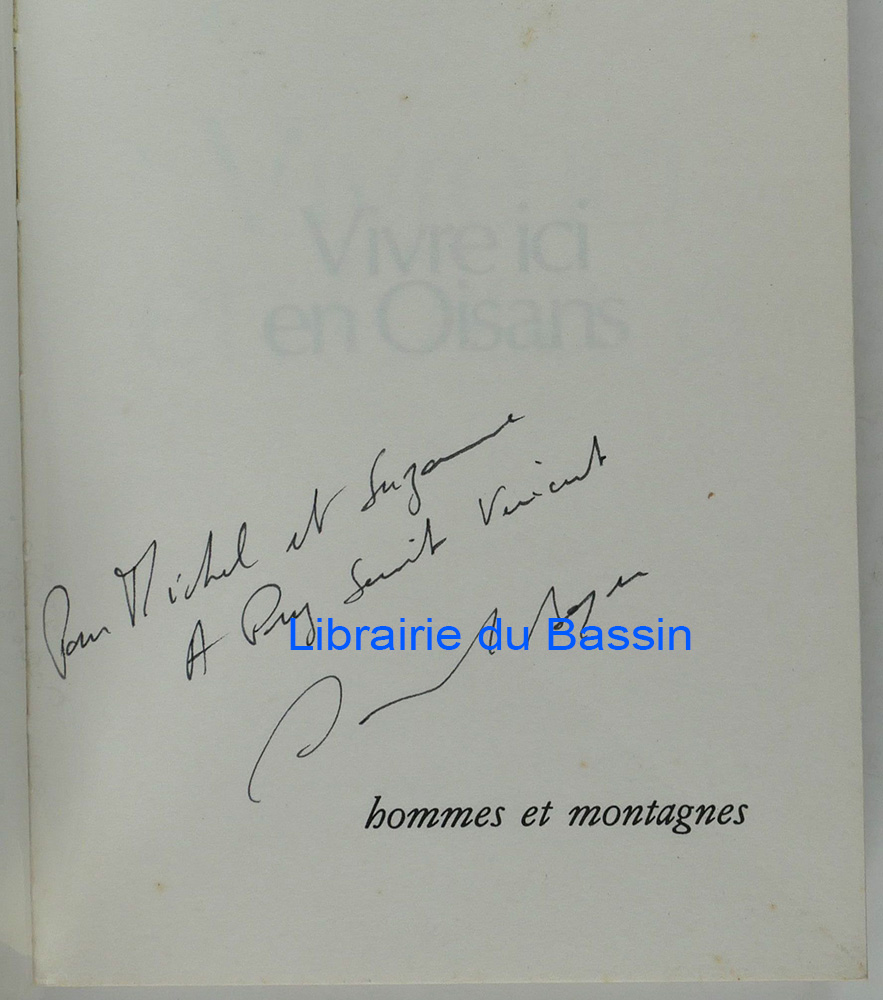 Vivre ici
en Oisans
Pour Michel et Suzanne
A Puy Saint Vincent
Librairie du Bassin
hommes et montagnes